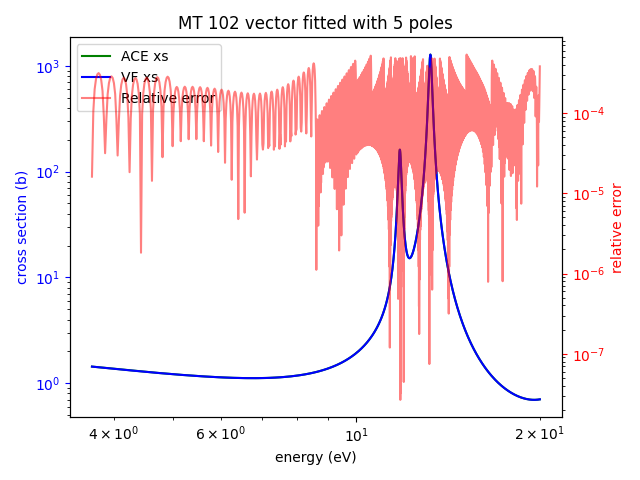 MT 102 vector fitted with 5 poles
ACE xs
VF xs
Relative error
10³
10²
10¹
10⁰
cross section (b)
10⁻⁴
10⁻⁵
10⁻⁶
10⁻⁷
relative error
4 × 10⁰
6 × 10⁰
10¹
2 × 10¹
energy (eV)